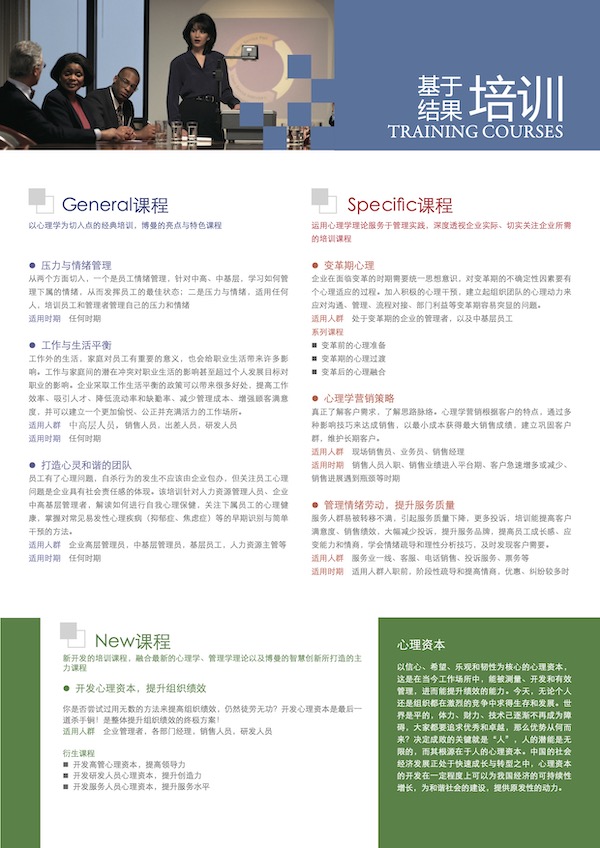 基于
结果
培训
TRAINING COURSES
General课程
以心理学为切入点的经典培训，博曼的亮点与特色课程
压力与情绪管理
从两个方面切入，一个是员工情绪管理，针对中高、中基层，学习如何管
理下属的情绪，从而发挥员工的最佳状态；二是压力与情绪，适用任何
人，培训员工和管理者管理自己的压力和情绪
适用时期 任何时期
工作与生活平衡
工作外的生活，家庭对员工有重要的意义，也会给职业生活带来许多影
响。工作与家庭间的潜在冲突对职业生活的影响甚至超过个人发展目标对
职业的影响。企业采取工作生活平衡的政策可以带来很多好处，提高工作
效率、吸引人才、降低流动率和缺勤率、减少管理成本、增强顾客满意
度，并可以建立一个更加愉悦、公正并充满活力的工作场所。
适用人群 中高层人员，销售人员，出差人员，研发人员
适用时期 任何时期
打造心灵和谐的团队
员工有了心理问题，自杀行为的发生不应该由企业包办，但关注员工心理
问题是企业具有社会责任感的体现。该培训针对人力资源管理人员、企业
中高基层管理者，解读如何进行自我心理保健，关注下属员工的心理健
康，掌握对常见易发性心理疾病（抑郁症、焦虑症）等的早期识别与简单
干预的方法。
适用人群 企业高层管理员，中基层管理员，基层员工，人力资源主管等
适用时期 任何时期
Specific课程
运用心理学理论服务于管理实践，深度透视企业实际、切实关注企业所需
的培训课程
变革期心理
企业在面临变革的时期需要统一思想意识，对变革期的不确定性因素要有
个心理适应的过程。加入积极的心理干预，建立起组织团队的心理动力来
应对沟通、管理、流程对接、部门利益等变革期容易突显的问题。
适用人群 处于变革期的企业的管理者，以及中基层员工
系列课程
■ 变革前的心理准备
■ 变革期的心理过渡
■ 变革后的心理融合
心理学营销策略
真正了解客户需求，了解思路脉络。心理学营销根据客户的特点，通过多
种影响技巧来达成销售，以最小成本获得最大销售成绩，建立巩固客户
群，维护长期客户。
适用人群 现场销售员、业务员、销售经理
适用时期 销售人员入职、销售业绩进入平台期、客户急速增多或减少、
销售进展遇到瓶颈等时期
管理情绪劳动，提升服务质量
服务人群易被转移不满，引起服务质量下降，更多投诉，培训能提高客户
满意度、销售绩效，大幅减少投诉，提升服务品牌，提高员工成长感、应
变能力和情商，学会情绪疏导和理性分析技巧，及时发现客户需要。
适用人群 服务业一线、客服、电话销售、投诉服务、票务等
适用时期 适用人群入职前，阶段性疏导和提高情商，优惠、纠纷较多时
New课程
新开发的培训课程，融合最新的心理学、管理学理论以及博曼的智慧创新所打造的主
力课程
开发心理资本，提升组织绩效
你是否尝试过用无数的方法来提高组织绩效，仍然徒劳无功？开发心理资本是最后一
道杀手锏！是整体提升组织绩效的终极方案！
适用人群 企业管理者，各部门经理，销售人员，研发人员
衍生课程
■ 开发高管心理资本，提高领导力
■ 开发研发人员心理资本，提升创造力
■ 开发服务人员心理资本，提升服务水平
心理资本
以信心、希望、乐观和韧性为核心的心理资本，
这是在当今工作场所中，能被测量、开发和有效
管理，进而能提升绩效的能力。今天，无论个人
还是组织都在激烈的竞争中求得生存和发展。世
界是平的，体力、财力、技术已逐渐不再成为障
碍，大家都要追求优秀和卓越，那么优势从何而
来？决定成败的关键就是“人”，人的潜能是无
限的，而其根源在于人的心理资本。中国的社会
经济发展正处于快速成长与转型之中，心理资本
的开发在一定程度上可以为我国经济的可持续性
增长，为和谐社会的建设，提供原发性的动力。